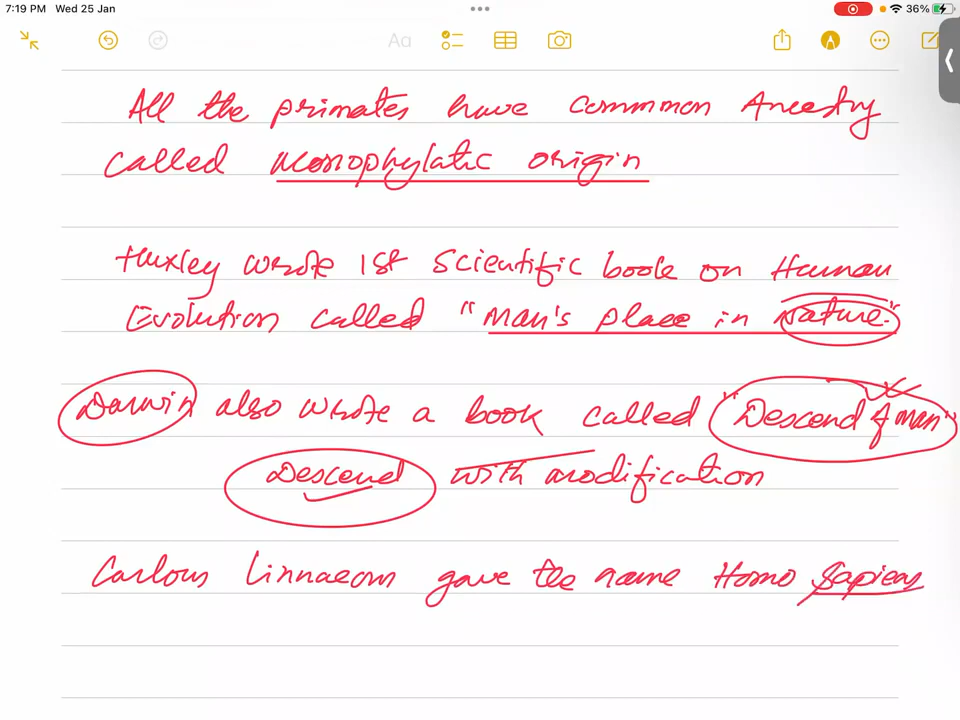 7:19 PM Wed 25 Jan
36%
Aa
All the primates have common Ancestry
called Monophylatic origin
Huxley wrote 1st Scientific book on Human
Evolution called "Man's place in Nature"
Darwin also wrote a book called "Descend of Man"
Descend with modification
Carlous Linnaeous gave the name Homo Sapiens